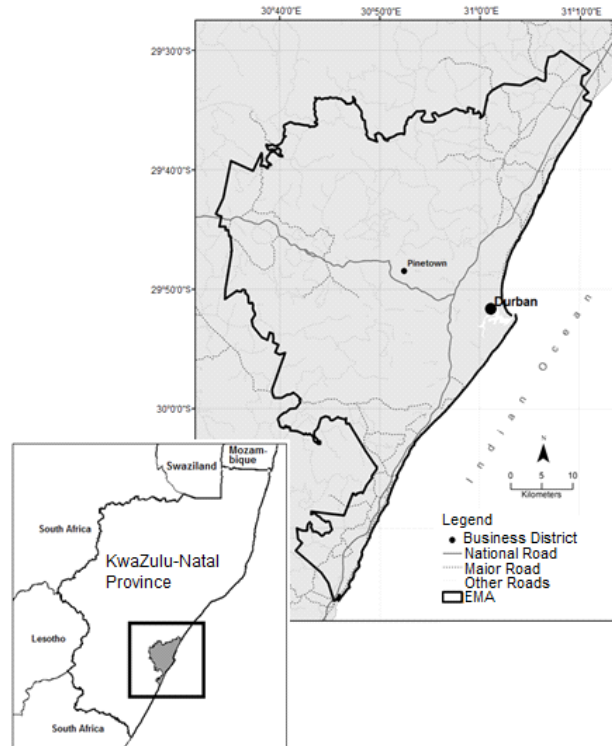 30°40'0"E
30°50'0"E
31°0'0"E
31°10'0"E
29°30'0"S
29°40'0"S
29°50'0"S
30°0'0"S
Pinetown
Durban
Indian Ocean
N
0 5 10
Kilometers
Legend
Business District
National Road
Maior Road
Other Roads
EMA
Mozam-
bique
Swaziland
South Africa
KwaZulu-Natal
Province
Lesotho
South Africa